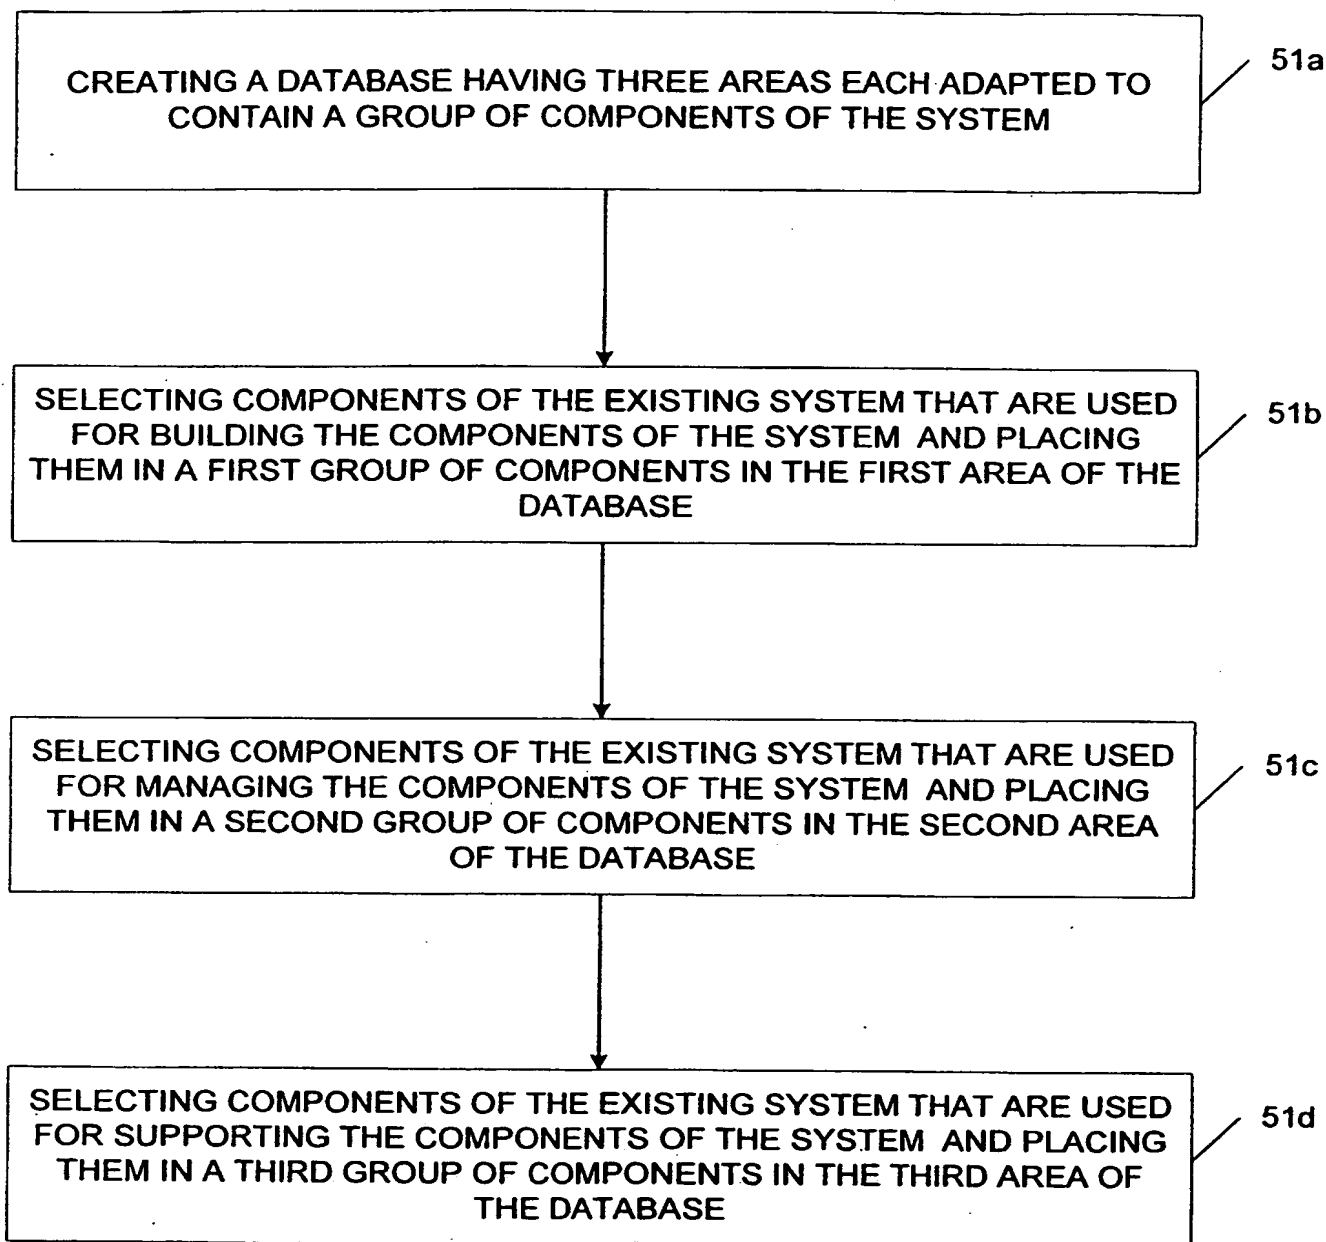 CREATING A DATABASE HAVING THREE AREAS EACH ADAPTED TO
CONTAIN A GROUP OF COMPONENTS OF THE SYSTEM
51a
SELECTING COMPONENTS OF THE EXISTING SYSTEM THAT ARE USED
FOR BUILDING THE COMPONENTS OF THE SYSTEM AND PLACING
THEM IN A FIRST GROUP OF COMPONENTS IN THE FIRST AREA OF THE
DATABASE
51b
SELECTING COMPONENTS OF THE EXISTING SYSTEM THAT ARE USED
FOR MANAGING THE COMPONENTS OF THE SYSTEM AND PLACING
THEM IN A SECOND GROUP OF COMPONENTS IN THE SECOND AREA
OF THE DATABASE
51c
SELECTING COMPONENTS OF THE EXISTING SYSTEM THAT ARE USED
FOR SUPPORTING THE COMPONENTS OF THE SYSTEM AND PLACING
THEM IN A THIRD GROUP OF COMPONENTS IN THE THIRD AREA OF
THE DATABASE
51d